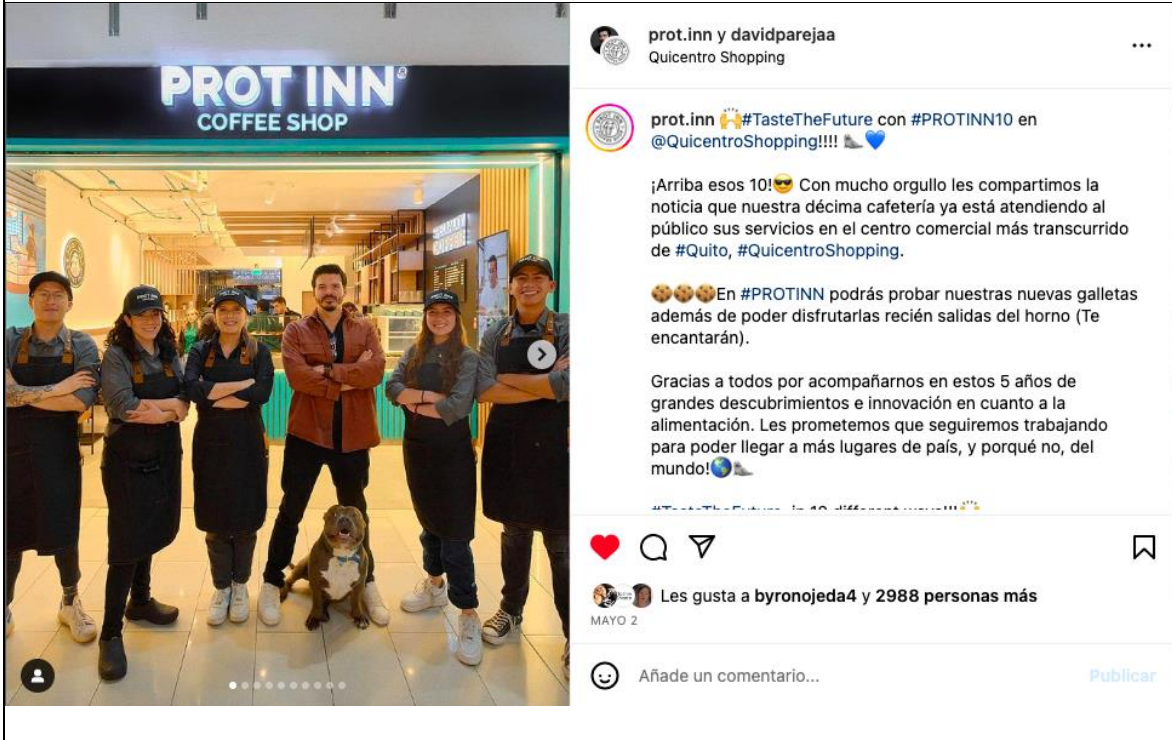 PROT INN
COFFEE SHOP
prot.inn y davidparejaa
Quicentro Shopping
prot.inn 🙌#TasteTheFuture con #PROTINN10 en
@QuicentroShopping!!!! 💙
¡Arriba esos 10!😎 Con mucho orgullo les compartimos la
noticia que nuestra décima cafetería ya está atendiendo al
público sus servicios en el centro comercial más transcurrido
de #Quito, #QuicentroShopping.
🍪🍪🍪En #PROTINN podrás probar nuestras nuevas galletas
además de poder disfrutarlas recién salidas del horno (Te
encantarán).
Gracias a todos por acompañarnos en estos 5 años de
grandes descubrimientos e innovación en cuanto a la
alimentación. Les prometemos que seguiremos trabajando
para poder llegar a más lugares de país, y porqué no, del
mundo!🌎
#TasteTheFuture in 10 different ways!!!🙌
Les gusta a byronojeda4 y 2988 personas más
MAYO 2
Añade un comentario...
Publicar